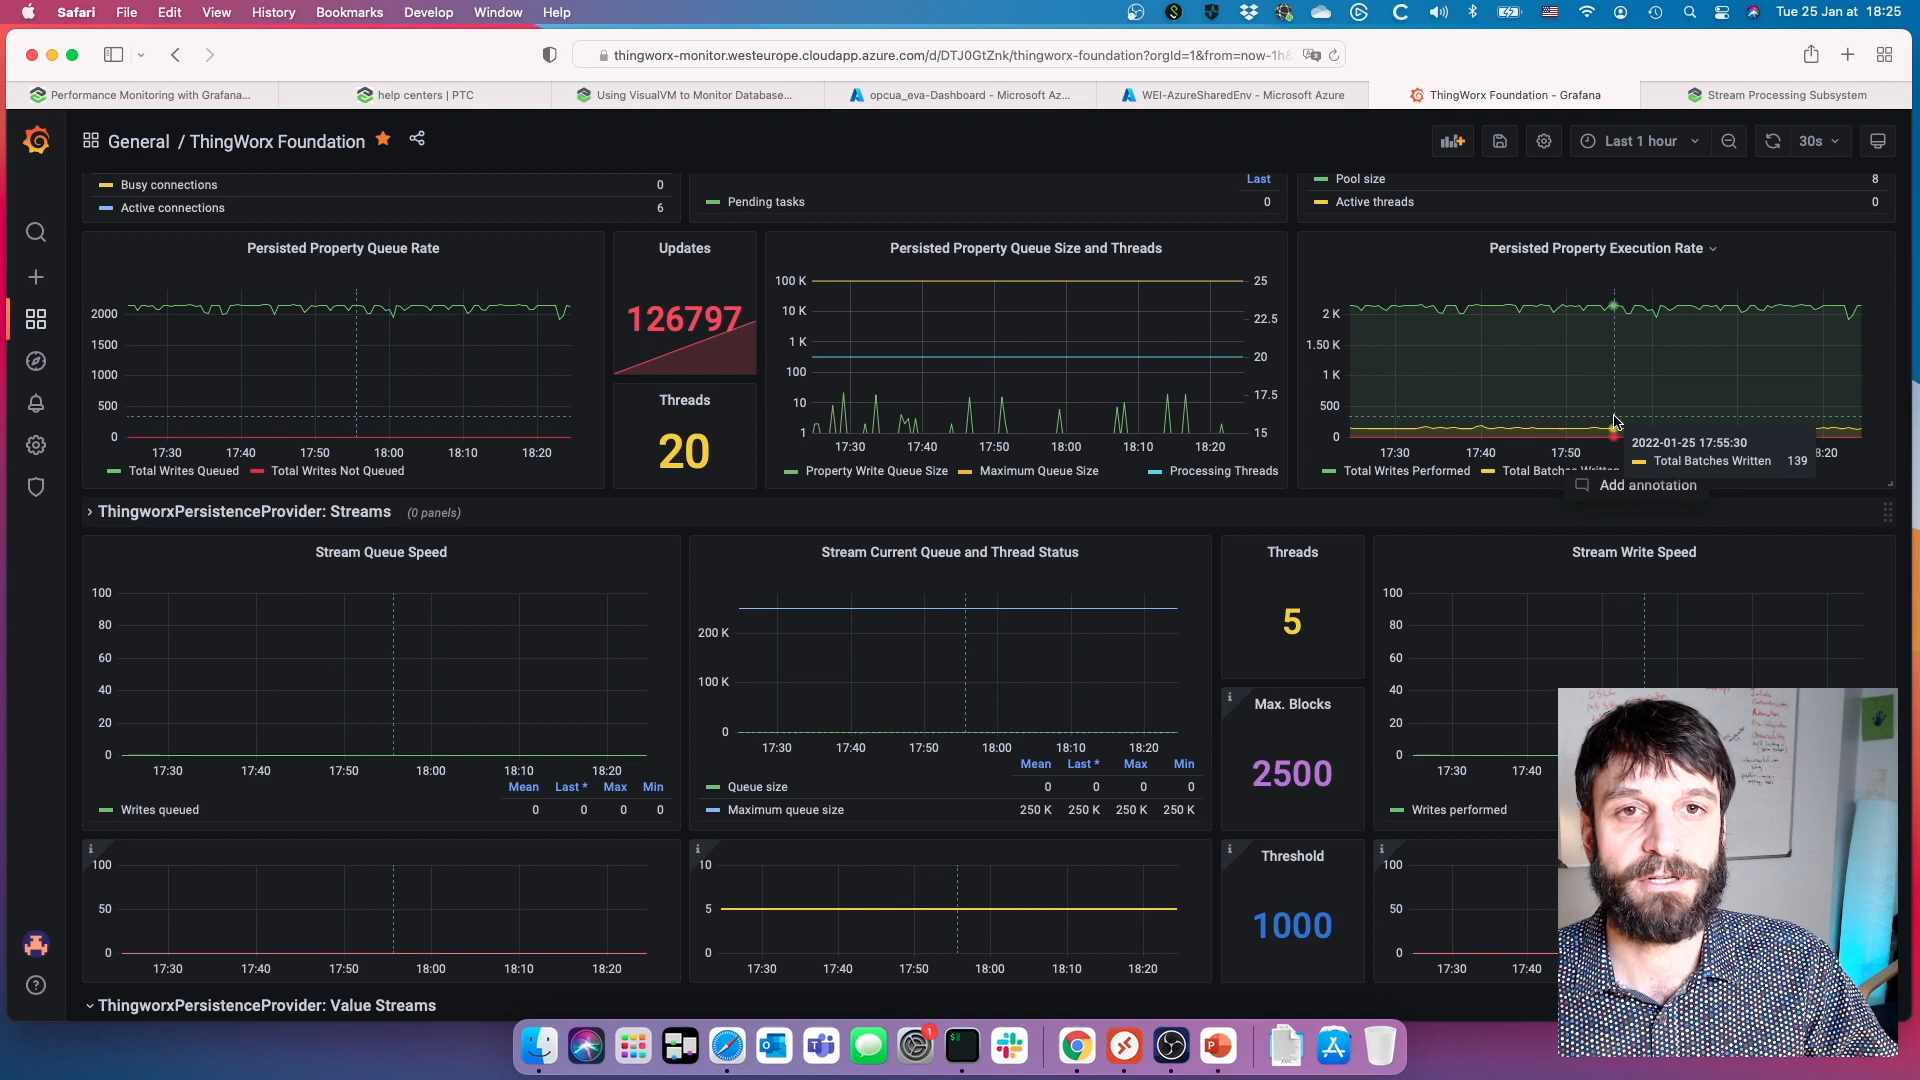 Safari File Edit View History Bookmarks Develop Window Help
Tue 25 Jan at 18:25
thingworx-monitor.westeurope.cloudapp.azure.com/d/DTJ0GtZnk/thingworx-foundation?orgId=1&from=now-1h&
Performance Monitoring with Grafana...
help centers | PTC
Using VisualVM to Monitor Database...
opcua_eva-Dashboard - Microsoft Az...
WEI-AzureSharedEnv - Microsoft Azure
ThingWorx Foundation - Grafana
Stream Processing Subsystem
General / ThingWorx Foundation
Last 1 hour
30s
Busy connections 0
Active connections 6
Last
Pending tasks 0
Pool size 8
Active threads 0
Persisted Property Queue Rate
2000
1500
1000
500
0
17:30 17:40 17:50 18:00 18:10 18:20
Total Writes Queued Total Writes Not Queued
Updates
126797
Threads
20
Persisted Property Queue Size and Threads
100 K 25
10 K 22.5
1 K 20
100
10 17.5
1 15
17:30 17:40 17:50 18:00 18:10 18:20
Property Write Queue Size Maximum Queue Size Processing Threads
Persisted Property Execution Rate
2 K
1.50 K
1 K
500
0
17:30 17:40 17:50 8:20
Total Writes Performed Total Batches Written
2022-01-25 17:55:30
Total Batches Written 139
Add annotation
ThingworxPersistenceProvider: Streams (0 panels)
Stream Queue Speed
100
80
60
40
20
0
17:30 17:40 17:50 18:00 18:10 18:20
Mean Last * Max Min
Writes queued 0 0 0 0
Stream Current Queue and Thread Status
200 K
100 K
0
17:30 17:40 17:50 18:00 18:10 18:20
Mean Last * Max Min
Queue size 0 0 0 0
Maximum queue size 250 K 250 K 250 K 250 K
Threads
5
Max. Blocks
2500
Stream Write Speed
100
80
60
40
20
0
17:30 17:40
Writes performed
100
50
0
17:30 17:40 17:50 18:00 18:10 18:20
10
5
0
17:30 17:40 17:50 18:00 18:10 18:20
Threshold
1000
100
50
0
17:30 17:40
ThingworxPersistenceProvider: Value Streams
1